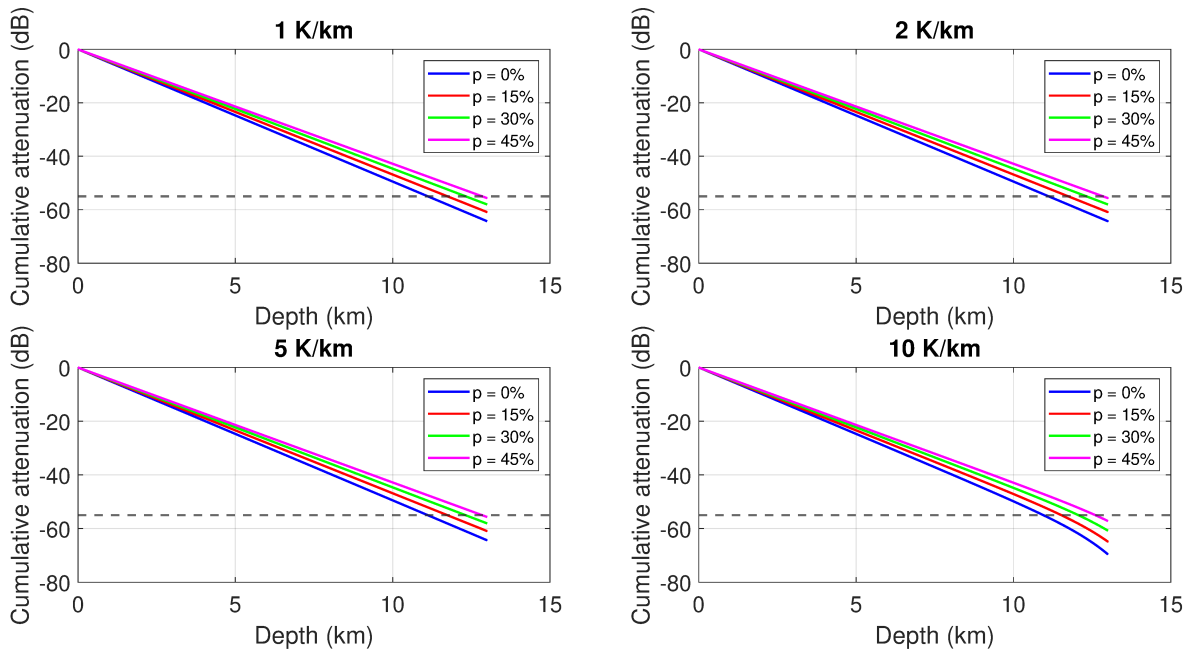 1 K/km
Cumulative attenuation (dB)
0
-20
-40
-60
-80
p = 0%
p = 15%
p = 30%
p = 45%
0 5 10 15
Depth (km)
2 K/km
Cumulative attenuation (dB)
0
-20
-40
-60
-80
p = 0%
p = 15%
p = 30%
p = 45%
0 5 10 15
Depth (km)
5 K/km
Cumulative attenuation (dB)
0
-20
-40
-60
-80
p = 0%
p = 15%
p = 30%
p = 45%
0 5 10 15
Depth (km)
10 K/km
Cumulative attenuation (dB)
0
-20
-40
-60
-80
p = 0%
p = 15%
p = 30%
p = 45%
0 5 10 15
Depth (km)